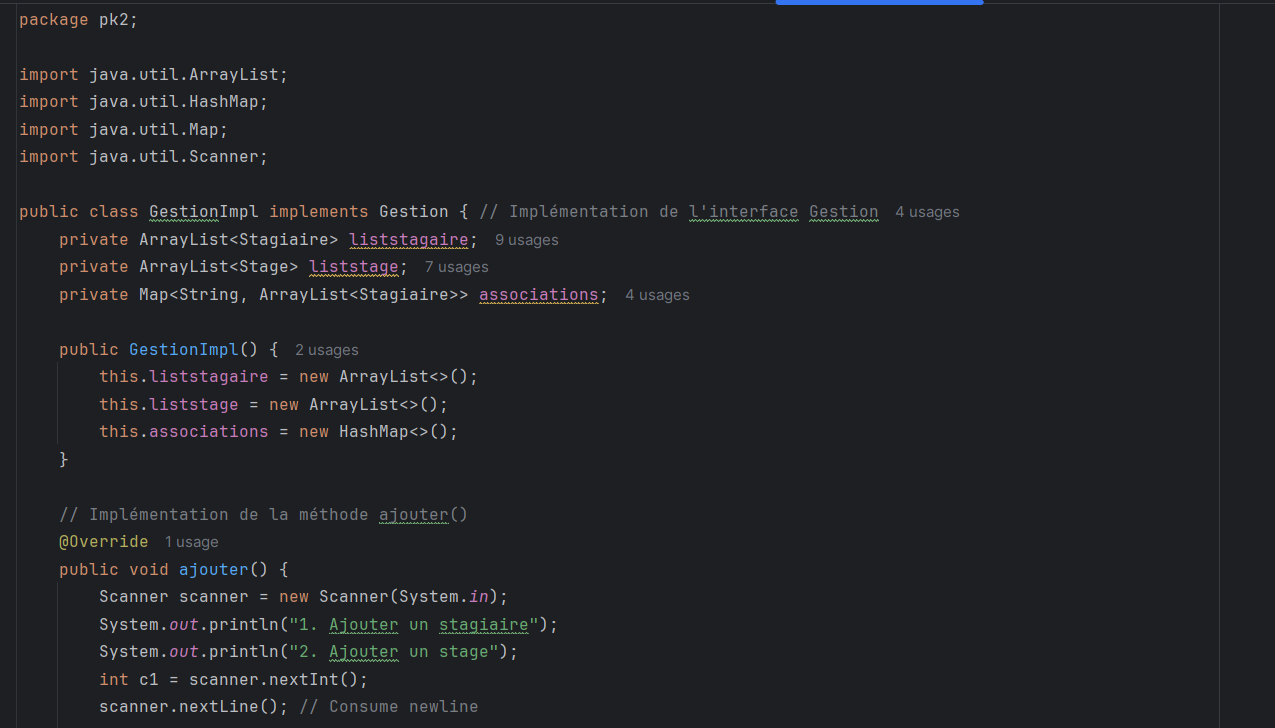 package pk2;
import java.util.ArrayList;
import java.util.HashMap;
import java.util.Map;
import java.util.Scanner;
public class GestionImpl implements Gestion { // Implémentation de l'interface Gestion 4 usages
private ArrayList<Stagiaire> liststagaire; 9 usages
private ArrayList<Stage> liststage; 7 usages
private Map<String, ArrayList<Stagiaire>> associations; 4 usages
public GestionImpl() { 2 usages
this.liststagaire = new ArrayList<>();
this.liststage = new ArrayList<>();
this.associations = new HashMap<>();
}
// Implémentation de la méthode ajouter()
@Override 1 usage
public void ajouter() {
Scanner scanner = new Scanner(System.in);
System.out.println("1. Ajouter un stagiaire");
System.out.println("2. Ajouter un stage");
int c1 = scanner.nextInt();
scanner.nextLine(); // Consume newline